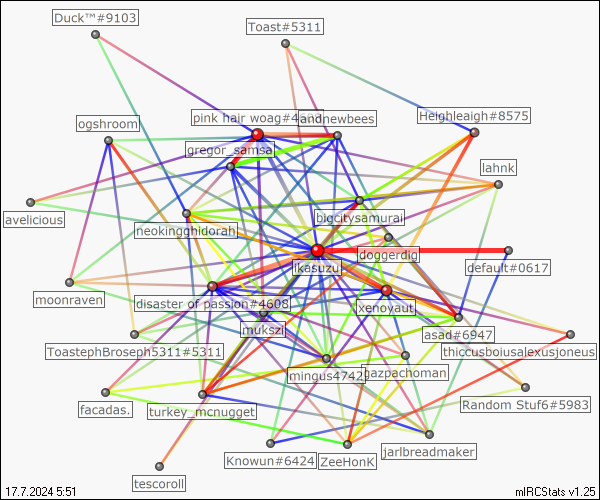 Duck™#9103
Toast#5311
pink hair woag#4
andnewbees
Heighleaigh#8575
ogshroom
gregor_samsa
lahnk
avelicious
bigcitysamurai
neokingghidorah
doggerdig
ikasuzu
default#0617
moonraven
disaster of passion#4608
xenoyaut
mukszi
asad#6947
ToastephBroseph5311#5311
thiccusboiusalexusjoneus
mingus4742
gazpachoman
facadas.
turkey_mcnugget
Random Stuf6#5983
Knowun#6424
ZeeHonK
jarlbreadmaker
tescoroll
17.7.2024 5:51
mIRCStats v1.25